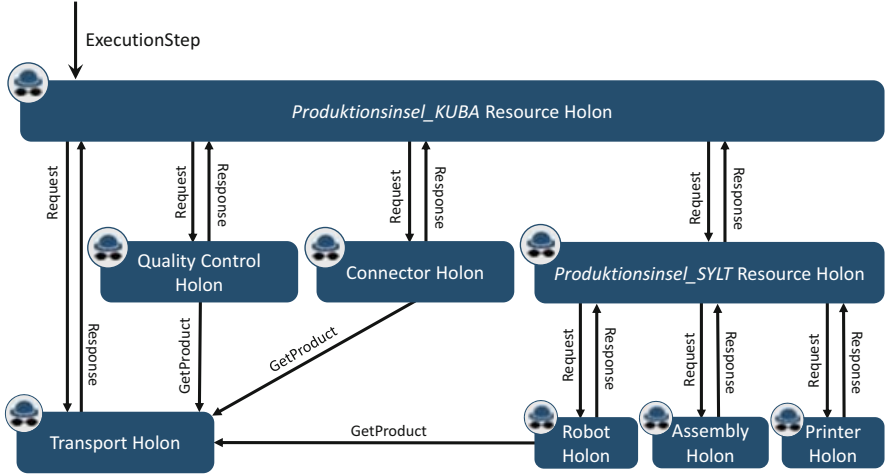 ExecutionStep
Produktionsinsel_KUBA Resource Holon
Request
Response
Request
Response
Request
Response
Request
Response
Quality Control
Holon
Connector Holon
Produktionsinsel_SYLT Resource Holon
Response
GetProduct
GetProduct
Request
Response
Request
Response
Request
Response
Transport Holon
GetProduct
Robot
Holon
Assembly
Holon
Printer
Holon